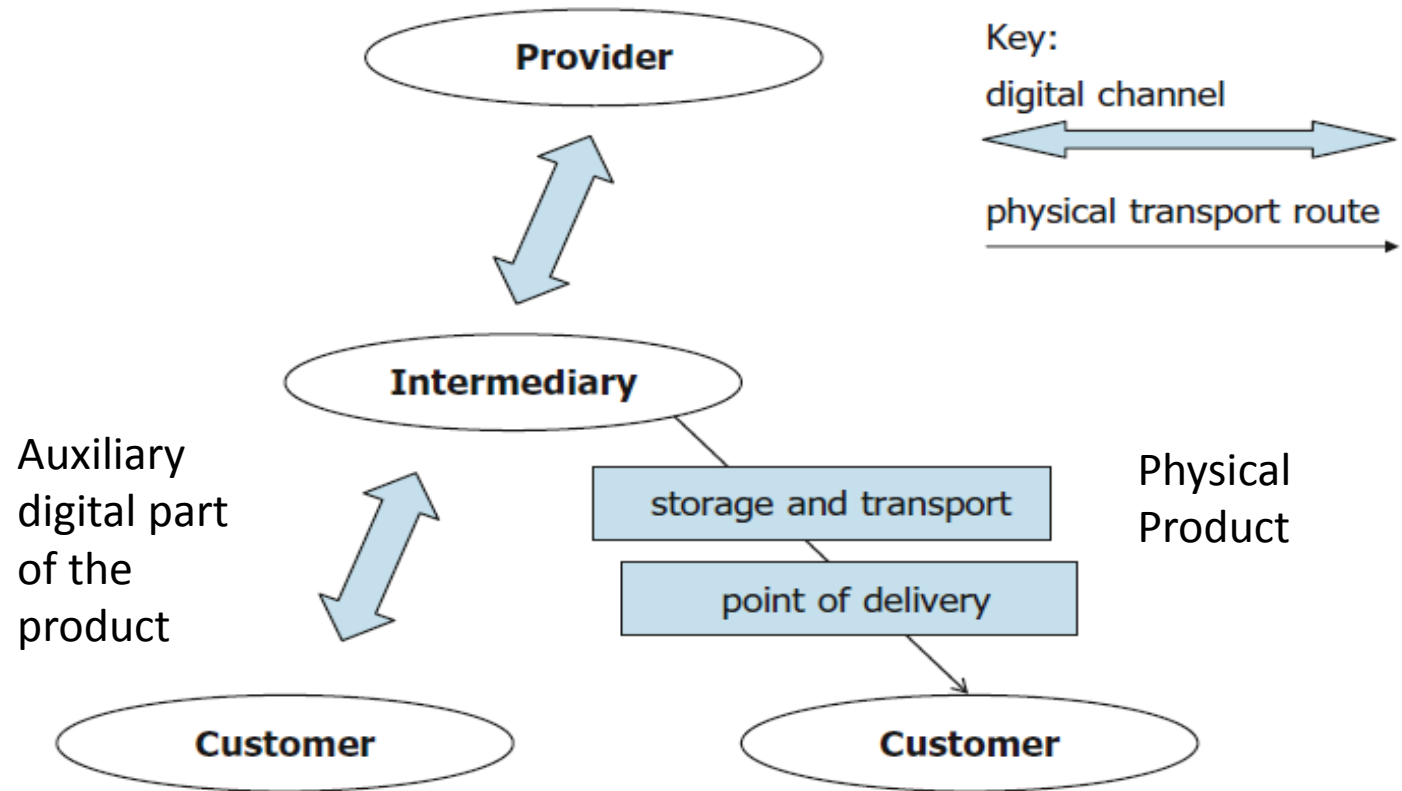 Provider
Key:
digital channel
physical transport route
Intermediary
Auxiliary
digital part
of the
product
storage and transport
point of delivery
Physical
Product
Customer
Customer